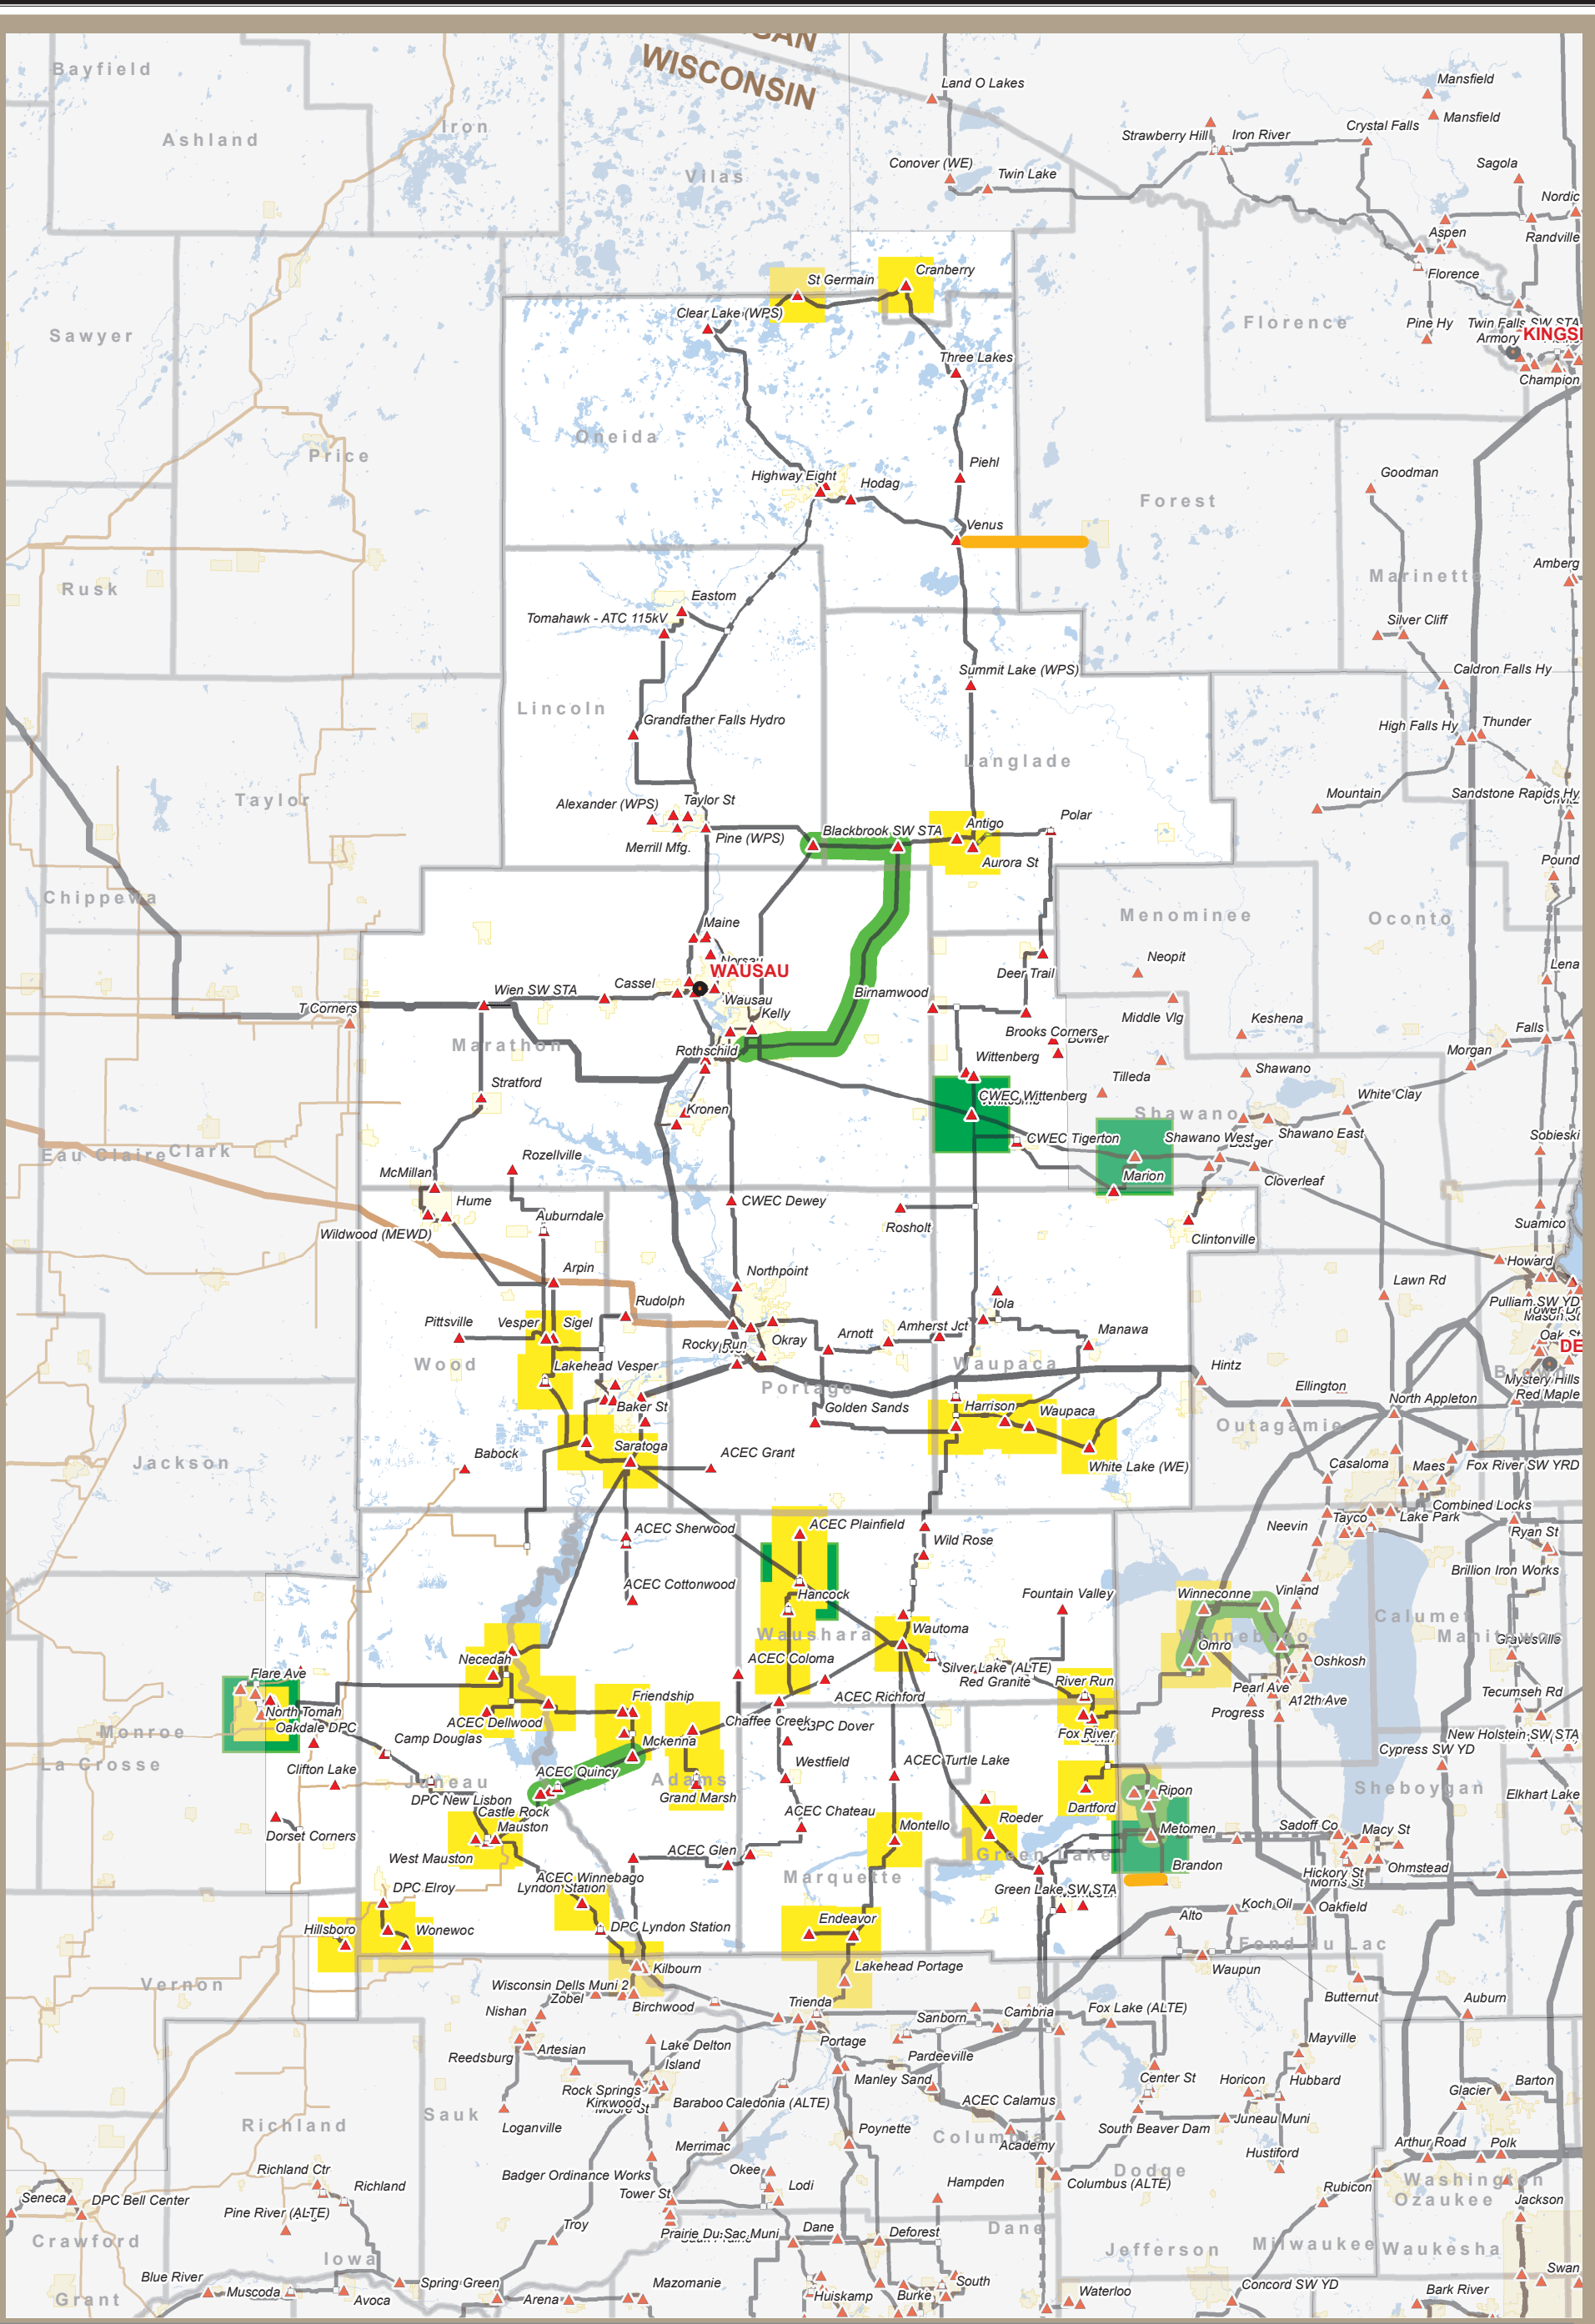 GAN
WISCONSIN
Bayfield
Ashland
Iron
Vilas
Land O Lakes
Mansfield
Mansfield
Strawberry Hill
Iron River
Crystal Falls
Conover (WE)
Twin Lake
Sagola
Nordic
Aspen
Randville
Florence
St Germain
Cranberry
Clear Lake (WPS)
Sawyer
Florence
Pine Hy
Twin Falls SW STA
Armory
KINGSF
Champion
Three Lakes
Oneida
Price
Highway Eight
Hodag
Piehl
Goodman
Forest
Venus
Amberg
Marinette
Rusk
Eastom
Tomahawk - ATC 115kV
Silver Cliff
Summit Lake (WPS)
Caldron Falls Hy
Lincoln
Grandfather Falls Hydro
High Falls Hy
Thunder
Langlade
Taylor
Alexander (WPS)
Taylor St
Mountain
Sandstone Rapids Hy
Polar
Pine (WPS)
Blackbrook SW STA
Antigo
Merrill Mfg.
Aurora St
Pound
Chippewa
Menominee
Oconto
Maine
Neopit
WAUSAU
Deer Trail
Lena
Cassel
Wien SW STA
Birnamwood
T Corners
Wausau
Kelly
Middle Vlg
Keshena
Falls
Brooks Corners
Bowler
Marathon
Rothschild
Wittenberg
Morgan
Tilleda
Shawano
Stratford
CWEC Wittenberg
White Clay
Kronen
Shawano
CWEC Tigerton
Shawano West
Badger
Shawano East
Sobieski
Eau Claire
Clark
Rozellville
McMillan
Marion
Cloverleaf
Hume
CWEC Dewey
Auburndale
Rosholt
Suamico
Wildwood (MEWD)
Clintonville
Arpin
Northpoint
Howard
Lawn Rd
Rudolph
Iola
Pulliam SW YD
Pittsville
Vesper
Sigel
Arnott
Amherst Jct
Manawa
Rocky Run
Okray
Wood
Lakehead Vesper
Waupaca
Hintz
DE
Brown
Portage
Ellington
Mystery Hills
Red Maple
Baker St
Golden Sands
Harrison
Waupaca
North Appleton
Outagamie
Saratoga
ACEC Grant
White Lake (WE)
Jackson
Babock
Casaloma
Maes
Fox River SW YRD
Combined Locks
ACEC Sherwood
ACEC Plainfield
Neevin
Tayco
Lake Park
Wild Rose
Ryan St
Brillion Iron Works
ACEC Cottonwood
Hancock
Fountain Valley
Winneconne
Vinland
Calumet
Waushara
Wautoma
Winnebago
Manitowoc
Omro
Gravesville
Necedah
ACEC Coloma
Silver Lake (ALTE)
Oshkosh
Flare Ave
Red Granite
River Run
Pearl Ave
North Tomah
Friendship
ACEC Richford
12th Ave
Tecumseh Rd
Oakdale DPC
ACEC Dellwood
Chaffee Creek
DPC Dover
Progress
Monroe
Camp Douglas
Mckenna
Fox River
Berlin
New Holstein (SW STA)
La Crosse
Clifton Lake
ACEC Quincy
Westfield
ACEC Turtle Lake
Cypress SW YD
Juneau
Adams
Sheboygan
DPC New Lisbon
Grand Marsh
Dartford
Ripon
Elkhart Lake
Castle Rock
ACEC Chateau
Dorset Corners
Mauston
Montello
Roeder
Metomen
Sadoff Co
Macy St
West Mauston
ACEC Glen
Green Lake
Brandon
Hickory St
Ohmstead
Morris St
ACEC Winnebago
Marquette
DPC Elroy
Lyndon Station
Green Lake SW STA
Koch Oil
Oakfield
Hillsboro
Wonewoc
DPC Lyndon Station
Endeavor
Alto
Fond du Lac
Kilbourn
Lakehead Portage
Waupun
Vernon
Wisconsin Dells Muni 2
Zobel
Birchwood
Trienda
Butternut
Nishan
Sanborn
Cambria
Fox Lake (ALTE)
Auburn
Lake Delton
Portage
Mayville
Reedsburg
Artesian
Island
Pardeeville
Rock Springs
Manley Sand
Center St
Horicon
Hubbard
Kirkwood
Moore St
Baraboo
Caledonia (ALTE)
ACEC Calamus
Glacier
Barton
Sauk
Richland
Loganville
Poynette
Columbia
South Beaver Dam
Juneau Muni
Merrimac
Academy
Arthur Road
Polk
Hustiford
Richland Ctr
Badger Ordinance Works
Okee
Dodge
Washington
Richland
Lodi
Hampden
Columbus (ALTE)
Rubicon
Seneca
DPC Bell Center
Tower St
Ozaukee
Jackson
Pine River (ALTE)
Troy
Prairie Du Sac Muni
Dane
Deforest
Dane
Crawford
Iowa
Jefferson
Milwaukee
Waukesha
Blue River
Spring Green
Mazomanie
South
Swan
Grant
Muscoda
Avoca
Arena
Huiskamp
Burke
Waterloo
Concord SW YD
Bark River